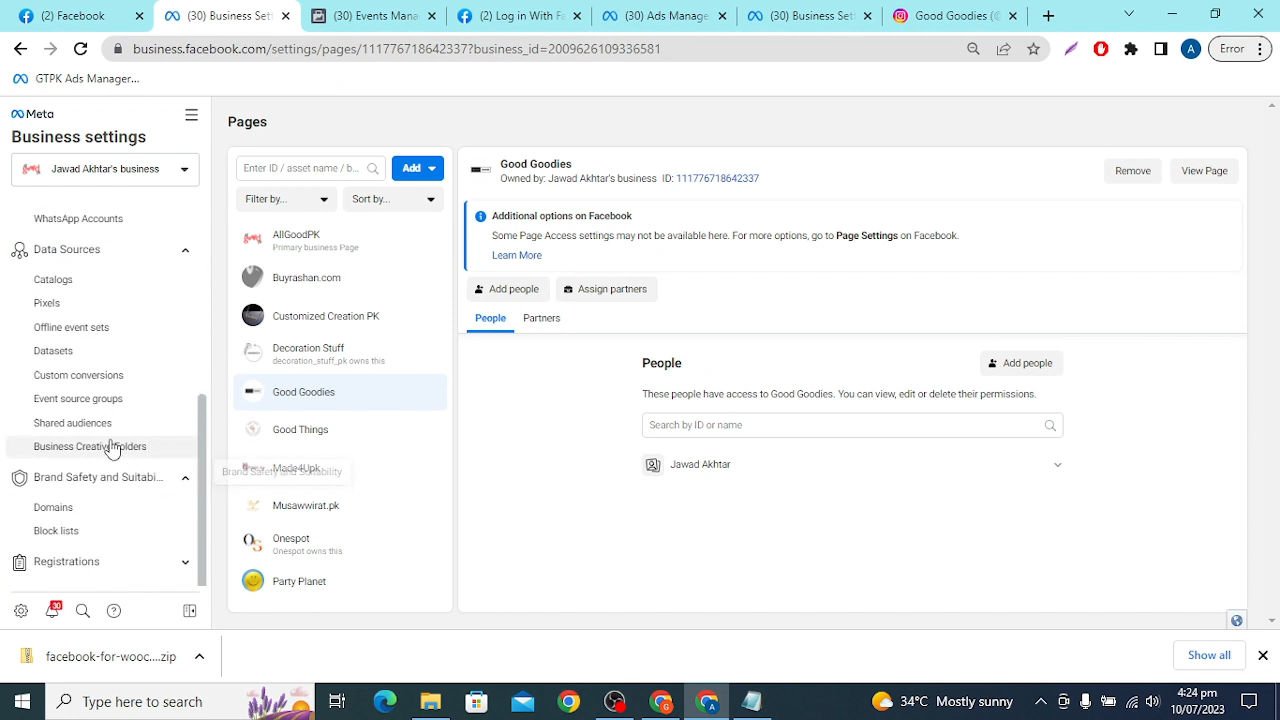 (2) Facebook
(30) Business Set
(30) Events Mana
(2) Log in With Fa
(30) Ads Manage
(30) Business Set
Good Goodies (@
business.facebook.com/settings/pages/111776718642337?business_id=2009626109336581
A
Error
GTPK Ads Manager...
Meta
Business settings
Jawad Akhtar's business
WhatsApp Accounts
Data Sources
Catalogs
Pixels
Offline event sets
Datasets
Custom conversions
Event source groups
Shared audiences
Business Creative Folders
Brand Safety and Suitabi...
Domains
Block lists
Registrations
30
Pages
Enter ID / asset name / b...
Add
Filter by...
Sort by...
AllGoodPK
Primary business Page
Buyrashan.com
Customized Creation PK
Decoration Stuff
decoration_stuff_pk owns this
Good Goodies
Good Things
Made4Upk
Brand Safety and Suitability
Musawwirat.pk
Onespot
Onespot owns this
Party Planet
Good Goodies
Owned by: Jawad Akhtar's business ID: 111776718642337
Remove
View Page
Additional options on Facebook
Some Page Access settings may not be available here. For more options, go to Page Settings on Facebook.
Learn More
Add people
Assign partners
People
Partners
People
Add people
These people have access to Good Goodies. You can view, edit or delete their permissions.
Search by ID or name
Jawad Akhtar
facebook-for-wooc....zip
Show all
Type here to search
34°C Mostly sunny
4:24 pm
10/07/2023